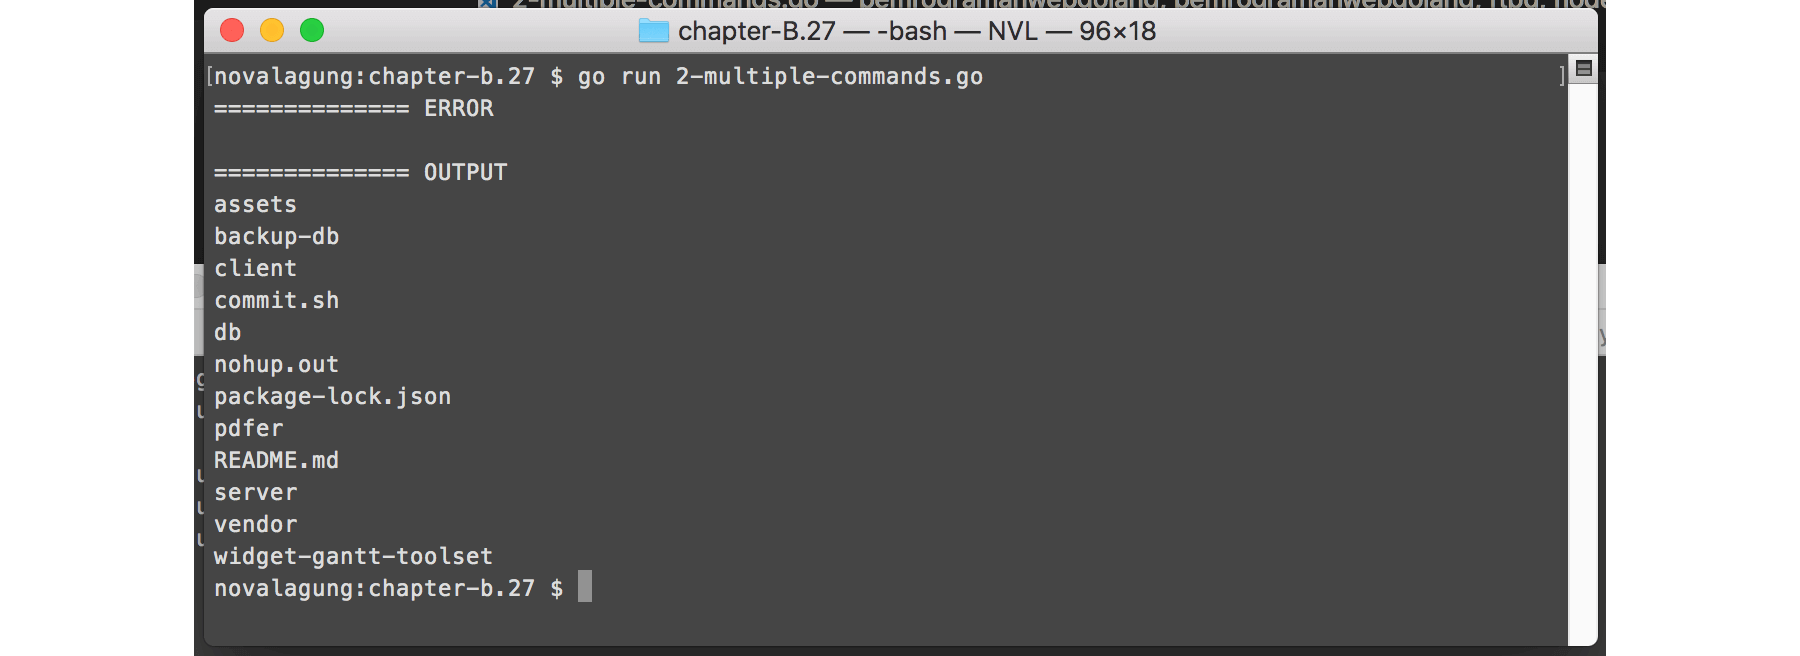 chapter-B.27 — -bash — NVL — 96×18
[novalagung:chapter-b.27 $ go run 2-multiple-commands.go ]
============== ERROR
============== OUTPUT
assets
backup-db
client
commit.sh
db
nohup.out
package-lock.json
pdfer
README.md
server
vendor
widget-gantt-toolset
novalagung:chapter-b.27 $